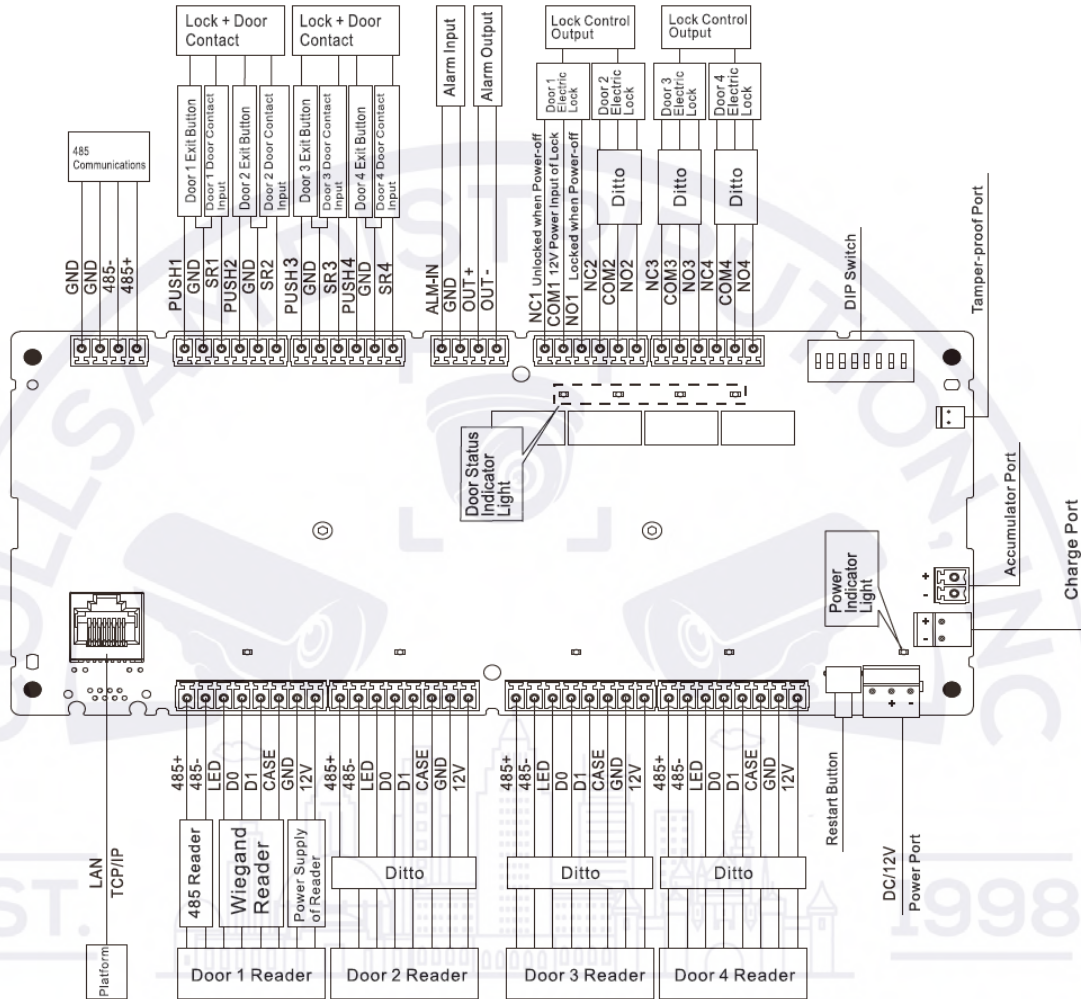 Lock + Door
Contact
Lock + Door
Contact
Alarm Input
Alarm Output
Lock Control
Output
Lock Control
Output
485
Communications
Door 1 Exit Button
Door 1 Door Contact
Input
Door 2 Exit Button
Door 2 Door Contact
Input
Door 3 Exit Button
Door 3 Door Contact
Input
Door 4 Exit Button
Door 4 Door Contact
Input
Door 1
Electric
Lock
Door 2
Electric
Lock
Door 3
Electric
Lock
Door 4
Electric
Lock
Ditto
Ditto
Ditto
GND
GND
485-
485+
PUSH1
GND
SR1
PUSH2
GND
SR2
PUSH3
GND
SR3
PUSH4
GND
SR4
ALM-IN
GND
OUT+
OUT-
NC1 Unlocked when Power-off
COM1 12V Power Input of Lock
NO1 Locked when Power-off
NC2
COM2
NO2
NC3
COM3
NO3
NC4
COM4
NO4
DIP Switch
Tamper-proof Port
Door Status
Indicator
Light
Power
Indicator
Light
+
-
Accumulator Port
+
-
Charge Port
+ -
485+
485-
LED
D0
D1
CASE
GND
12V
485+
485-
LED
D0
D1
CASE
GND
12V
485+
485-
LED
D0
D1
CASE
GND
12V
485+
485-
LED
D0
D1
CASE
GND
12V
Restart Button
DC/12V
Power Port
LAN
TCP/IP
485 Reader
Wiegand
Reader
Power Supply
of Reader
Ditto
Ditto
Ditto
Platform
Door 1 Reader
Door 2 Reader
Door 3 Reader
Door 4 Reader
COLLSAM DISTRIBUTION, INC
EST.
1998